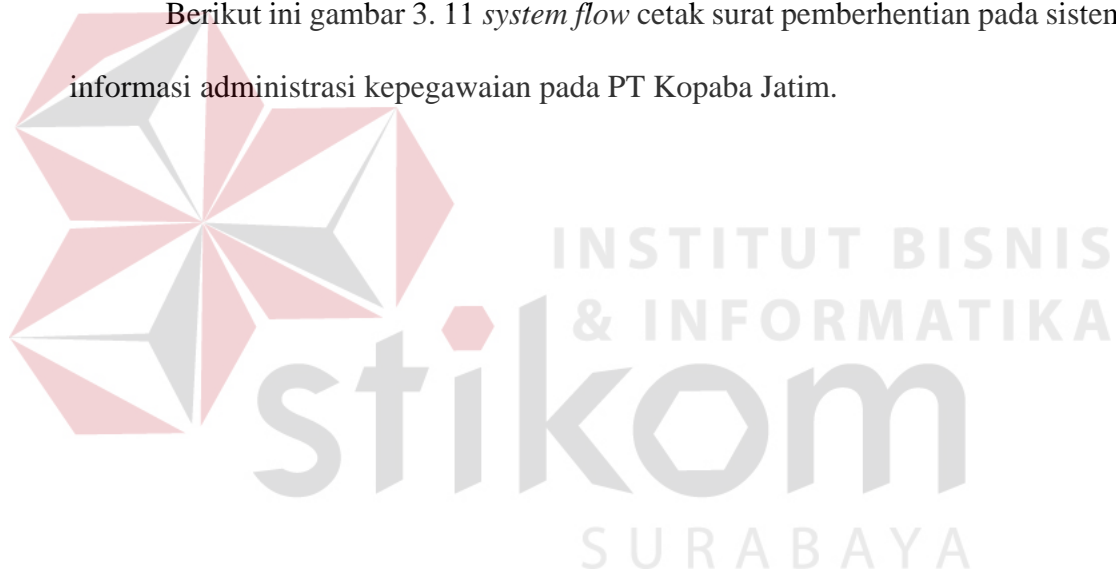 Berikut ini gambar 3. 11 system flow cetak surat pemberhentian pada sistem
informasi administrasi kepegawaian pada PT Kopaba Jatim.
INSTITUT BISNIS
& INFORMATIKA
stikom
SURABAYA